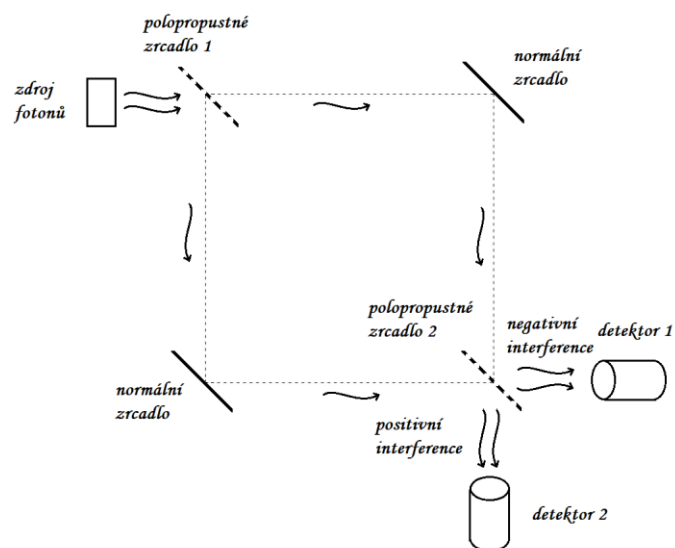 polopropustné
zrcadlo 1
normální
zrcadlo
zdroj
fotonů
polopropustné
zrcadlo 2
negativní
interference
detektor 1
normální
zrcadlo
positivní
interference
detektor 2